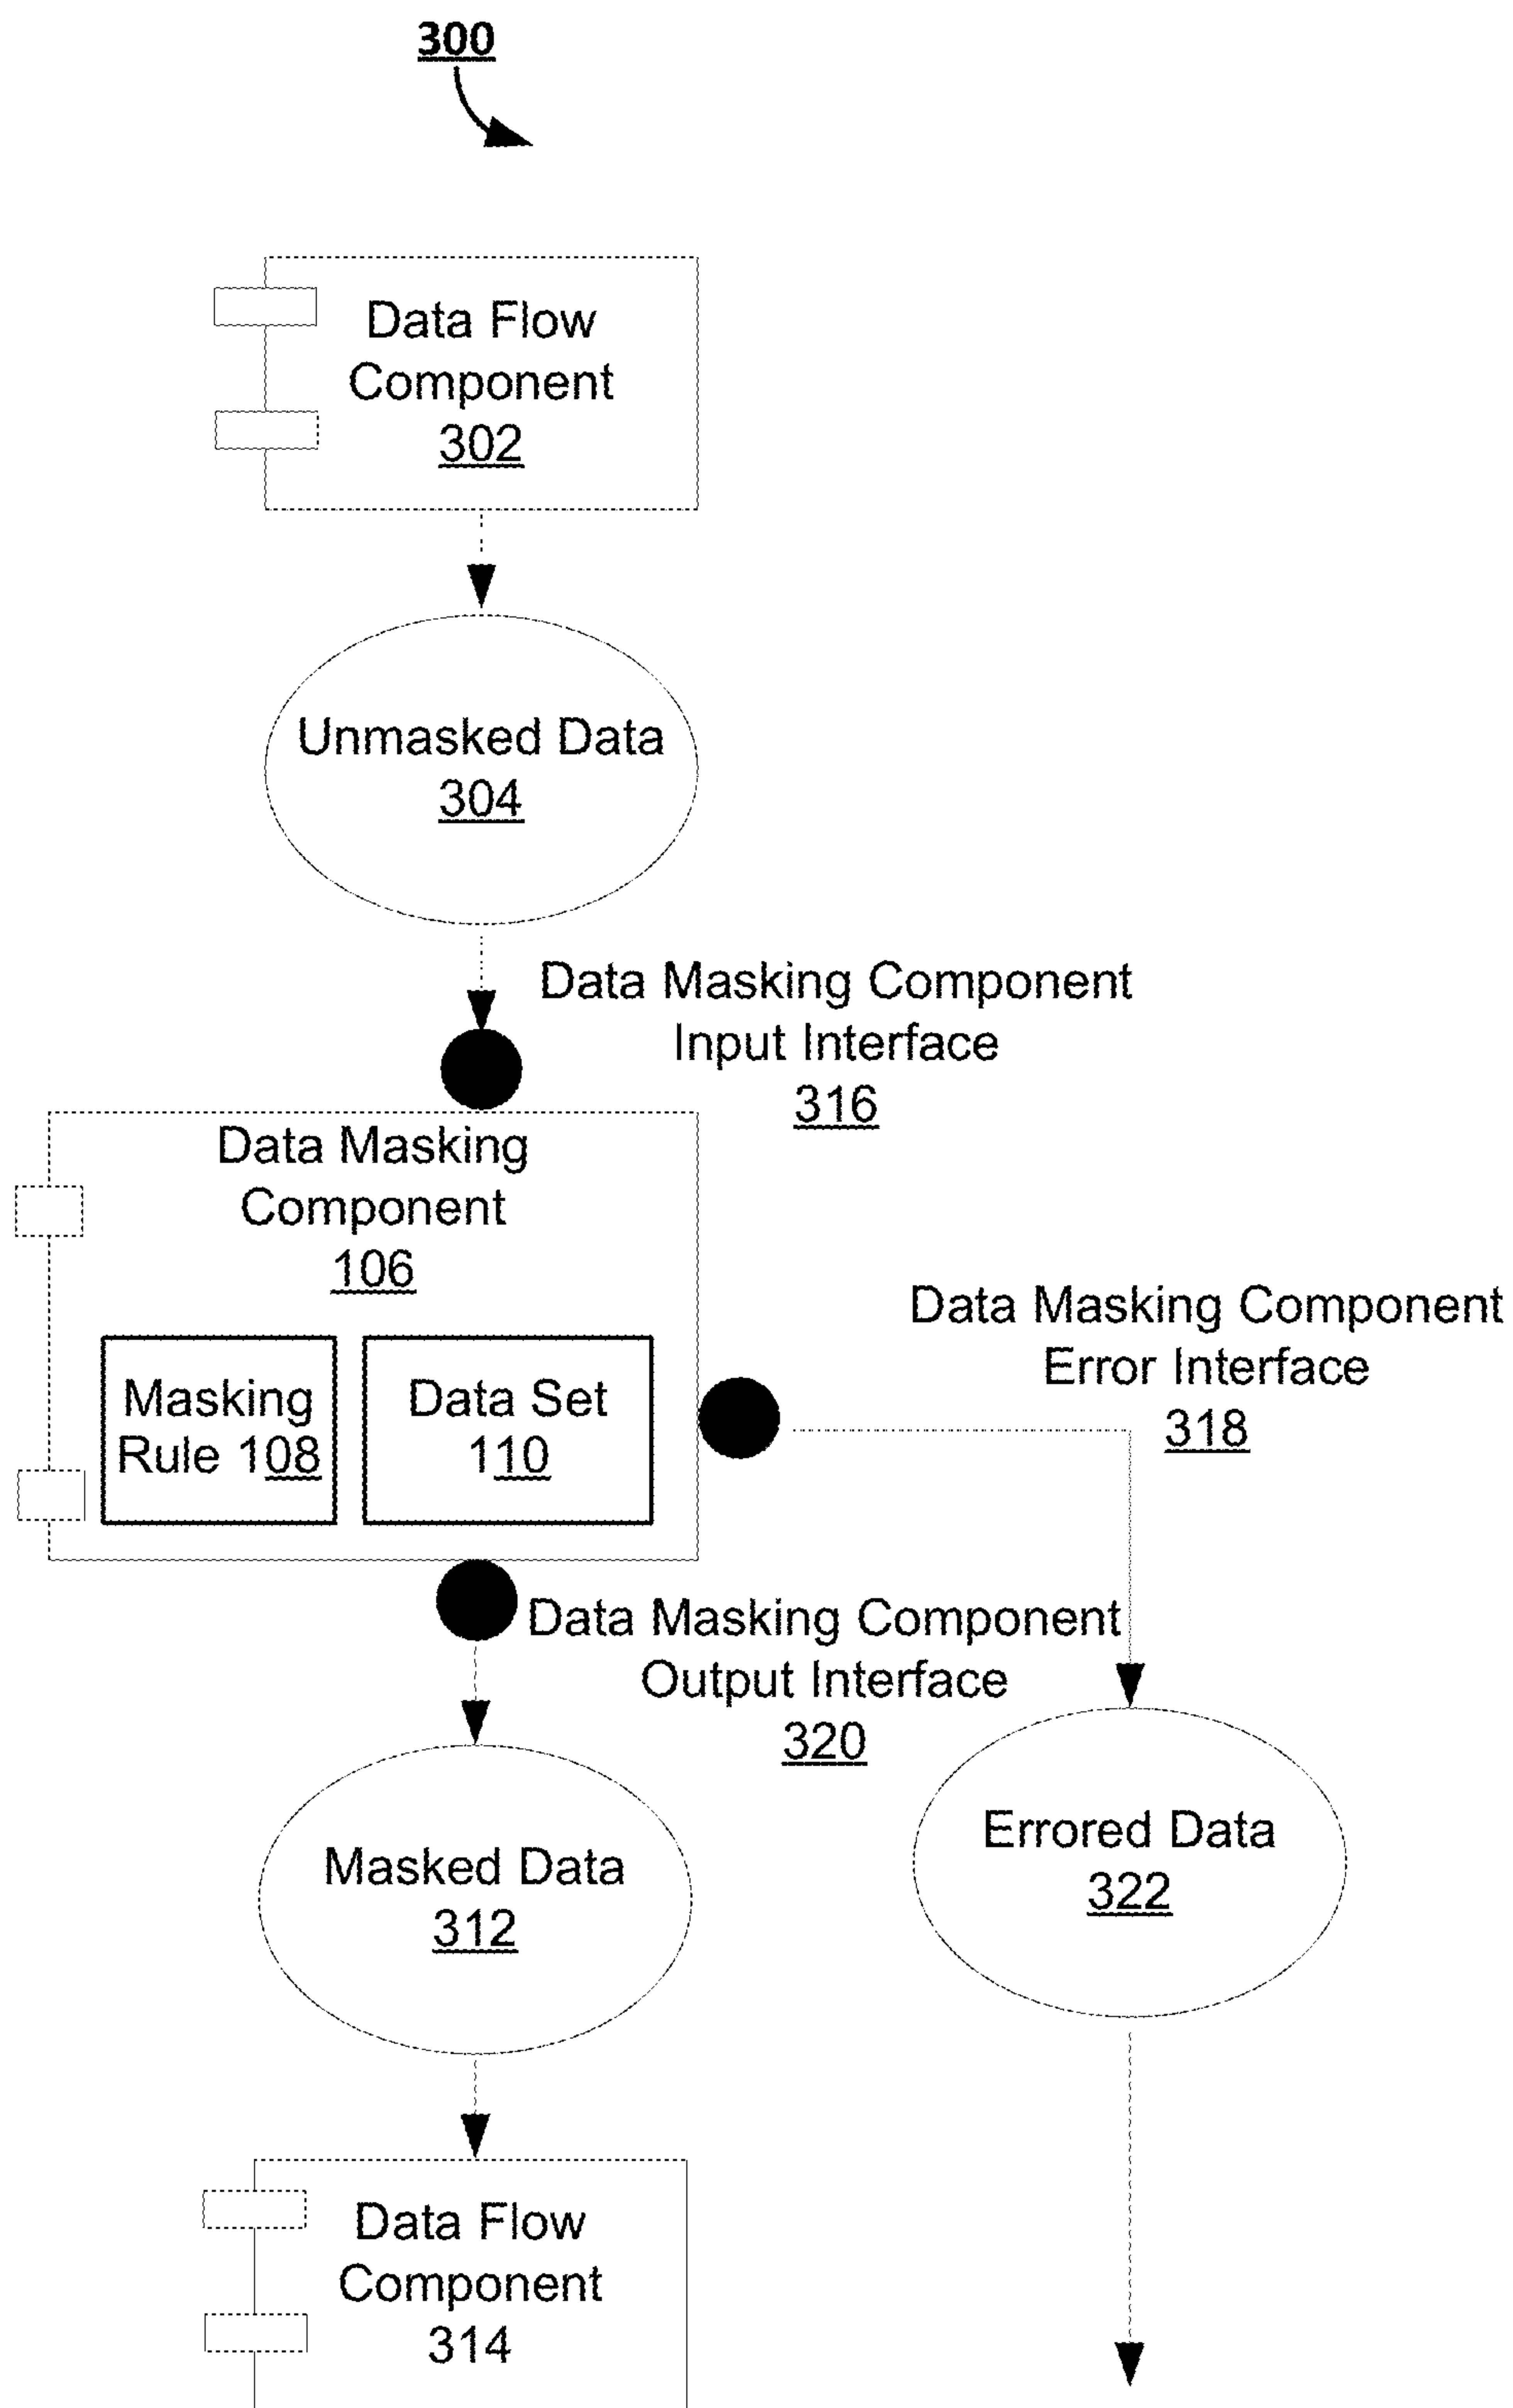 300
Data Flow
Component
302
Unmasked Data
304
Data Masking Component
Input Interface
316
Data Masking
Component
106
Masking
Rule 108
Data Set
110
Data Masking Component
Error Interface
318
Data Masking Component
Output Interface
320
Masked Data
312
Errored Data
322
Data Flow
Component
314